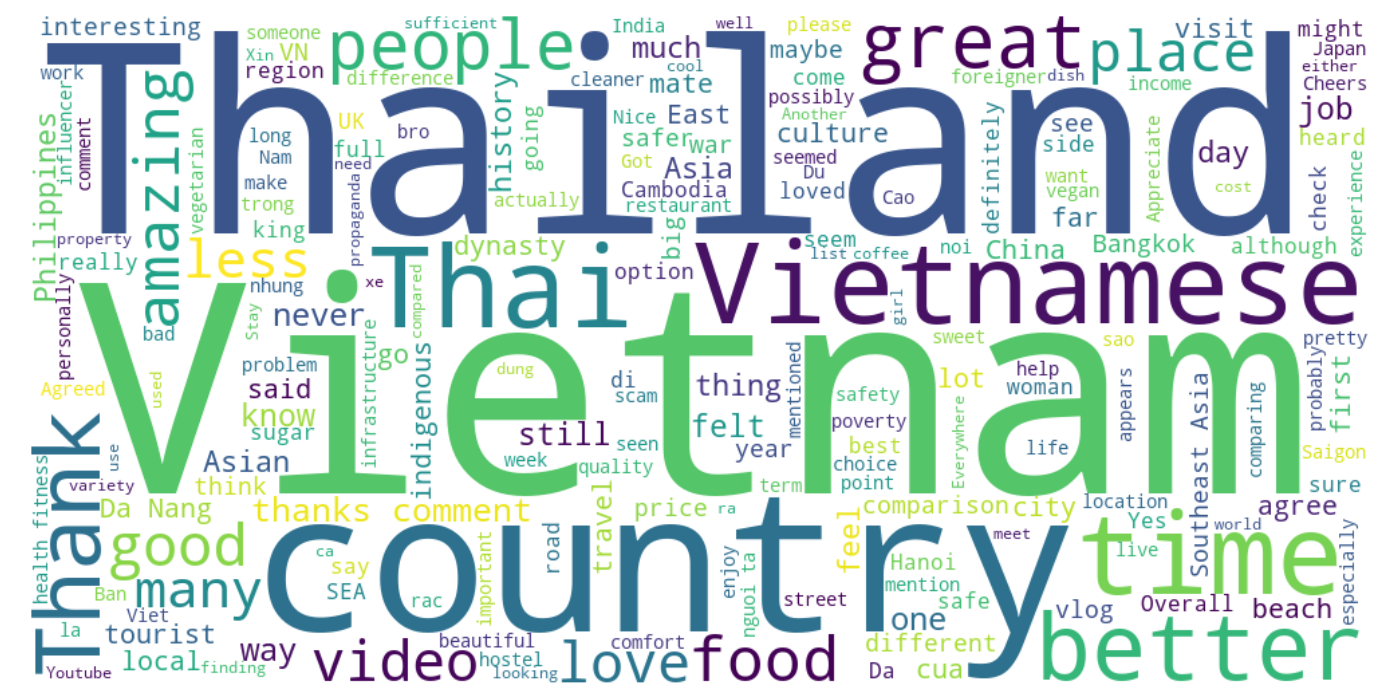 interesting
Thailand
people
sufficient
India
much
well
please
great
place
visit
might
Japan
either
Cheers
someone
Xin
VN
region
difference
cleaner
cool
mate
maybe
come
possibly
Another
foreigner
dish
income
job
work
influencer
comment
Philippines
amazing
vegetarian
long
Nam
make
trong
king
UK
full
need
propaganda
bro
history
going
actually
Nice
East
safer
war
Got
Asia
Cambodia
restaurant
big
culture
seemed
Du
loved
Cao
definitely
see
side
want
vegan
far
Appreciate
day
cost
heard
check
experience
property
really
less
dynasty
option
seem
list
coffee
noi
China
Bangkok
although
personally
nhung
xe
never
Thai
Vietnamese
girl
bad
Stay
compared
infrastructure
go
indigenous
Vietnam
sweet
sao
pretty
Agreed
used
problem
said
know
sugar
dung
di
scam
thing
mentioned
safety
lot
help
woman
probably
first
Thank
still
seen
felt
poverty
best
Everywhere
life
appears
Southeast Asia
comparing
Saigon
use
variety
Asian
think
week
quality
year
choice
point
term
sure
health fitness
Da Nang
thanks comment
travel
price
ra
feel
comparison
city
location
agree
good
country
road
important
meet
Yes
live
time
world
especially
many
ca
say
SEA
rac
enjoy
nguoi ta
street
Hanoi
mention
safe
one
Ban
Viet
la
tourist
vlog
Overall
beach
Youtube
local
finding
way
video
beautiful
hostel
looking
love
comfort
food
different
Da
cua
better